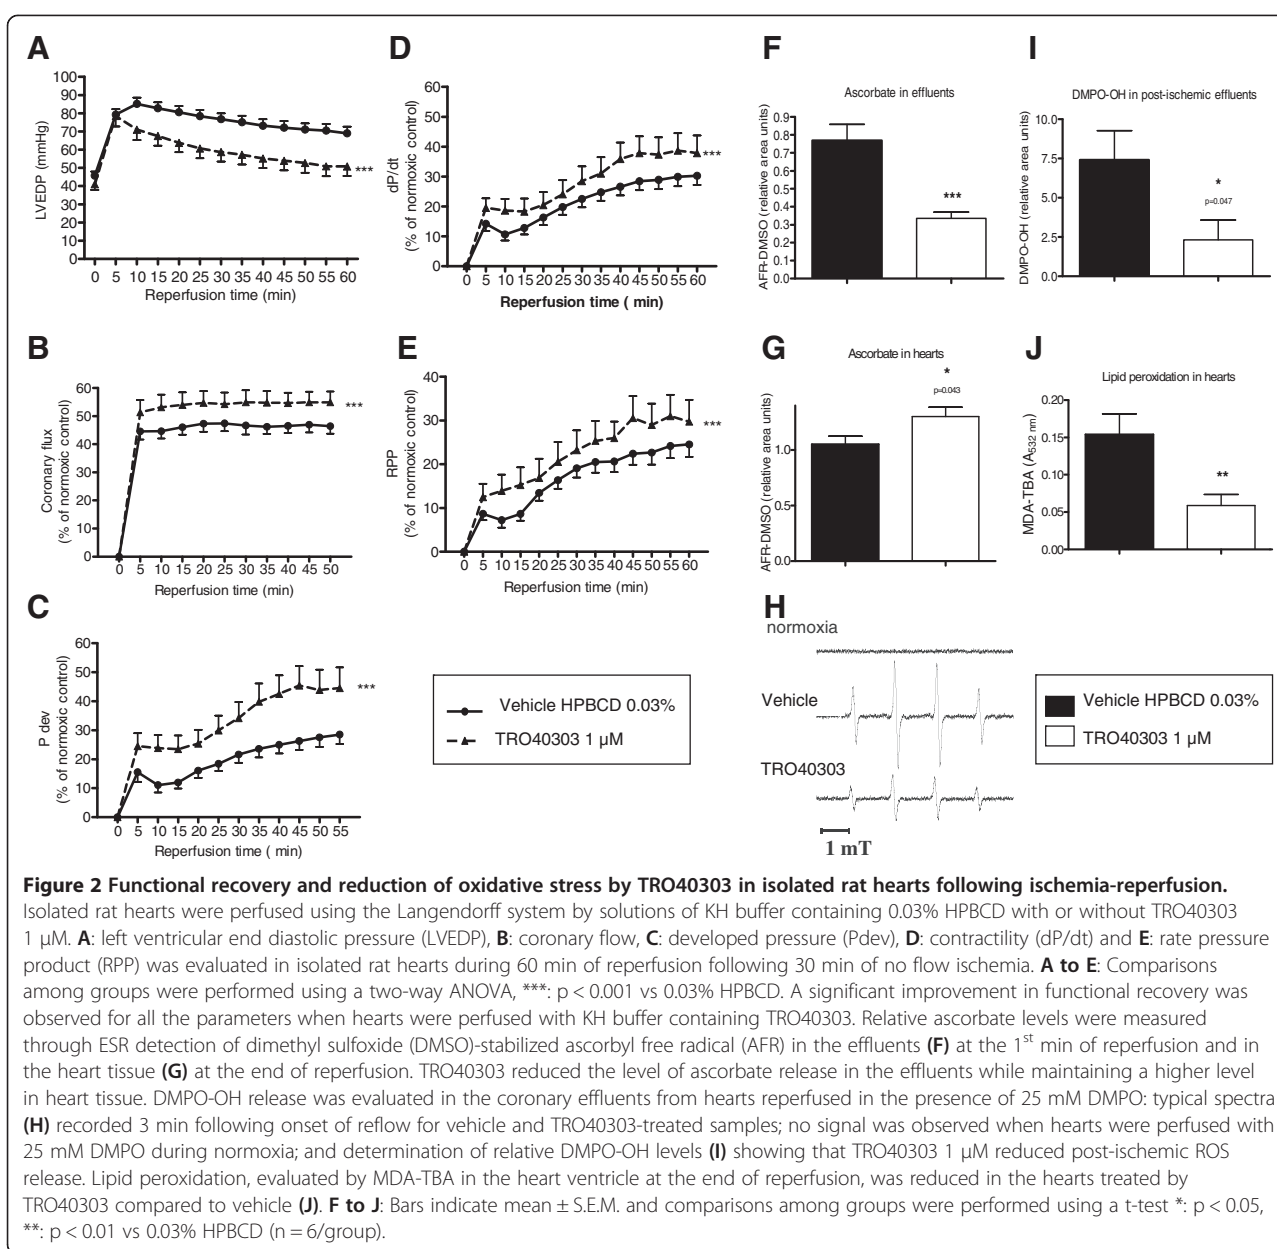 A
LVEDP (mmHg)
100
90
80
70
60
50
40
30
20
10
0
0 5 10 15 20 25 30 35 40 45 50 55 60
Reperfusion time (min)
***
B
Coronary flux
(% of normoxic control)
60
50
40
30
20
10
0
0 5 10 15 20 25 30 35 40 45 50
Reperfusion time (min)
***
C
P dev
(% of normoxic control)
60
50
40
30
20
10
0
0 5 10 15 20 25 30 35 40 45 50 55
Reperfusion time ( min)
***
D
dP/dt
(% of normoxic control)
60
50
40
30
20
10
0
0 5 10 15 20 25 30 35 40 45 50 55 60
Reperfusion time ( min)
***
E
RPP
(% of normoxic control)
40
30
20
10
0
0 5 10 15 20 25 30 35 40 45 50 55 60
Reperfusion time (min)
***
Vehicle HPBCD 0.03%
TRO40303 1 µM
F
Ascorbate in effluents
AFR-DMSO (relative area units)
0.9
0.8
0.7
0.6
0.5
0.4
0.3
0.2
0.1
0.0
***
G
Ascorbate in hearts
AFR-DMSO (relative area units)
1.0
0.5
0.0
*
p=0.043
H
normoxia
Vehicle
TRO40303
1 mT
I
DMPO-OH in post-ischemic effluents
DMPO-OH (relative area units)
10.0
7.5
5.0
2.5
0.0
*
p=0.047
J
Lipid peroxidation in hearts
MDA-TBA (A532 nm)
0.20
0.15
0.10
0.05
0.00
**
Vehicle HPBCD 0.03%
TRO40303 1 µM
Figure 2 Functional recovery and reduction of oxidative stress by TRO40303 in isolated rat hearts following ischemia-reperfusion.
Isolated rat hearts were perfused using the Langendorff system by solutions of KH buffer containing 0.03% HPBCD with or without TRO40303
1 μM. A: left ventricular end diastolic pressure (LVEDP), B: coronary flow, C: developed pressure (Pdev), D: contractility (dP/dt) and E: rate pressure
product (RPP) was evaluated in isolated rat hearts during 60 min of reperfusion following 30 min of no flow ischemia. A to E: Comparisons
among groups were performed using a two-way ANOVA, ***: p < 0.001 vs 0.03% HPBCD. A significant improvement in functional recovery was
observed for all the parameters when hearts were perfused with KH buffer containing TRO40303. Relative ascorbate levels were measured
through ESR detection of dimethyl sulfoxide (DMSO)-stabilized ascorbyl free radical (AFR) in the effluents (F) at the 1st min of reperfusion and in
the heart tissue (G) at the end of reperfusion. TRO40303 reduced the level of ascorbate release in the effluents while maintaining a higher level
in heart tissue. DMPO-OH release was evaluated in the coronary effluents from hearts reperfused in the presence of 25 mM DMPO: typical spectra
(H) recorded 3 min following onset of reflow for vehicle and TRO40303-treated samples; no signal was observed when hearts were perfused with
25 mM DMPO during normoxia; and determination of relative DMPO-OH levels (I) showing that TRO40303 1 μM reduced post-ischemic ROS
release. Lipid peroxidation, evaluated by MDA-TBA in the heart ventricle at the end of reperfusion, was reduced in the hearts treated by
TRO40303 compared to vehicle (J). F to J: Bars indicate mean ± S.E.M. and comparisons among groups were performed using a t-test *: p < 0.05,
**: p < 0.01 vs 0.03% HPBCD (n = 6/group).